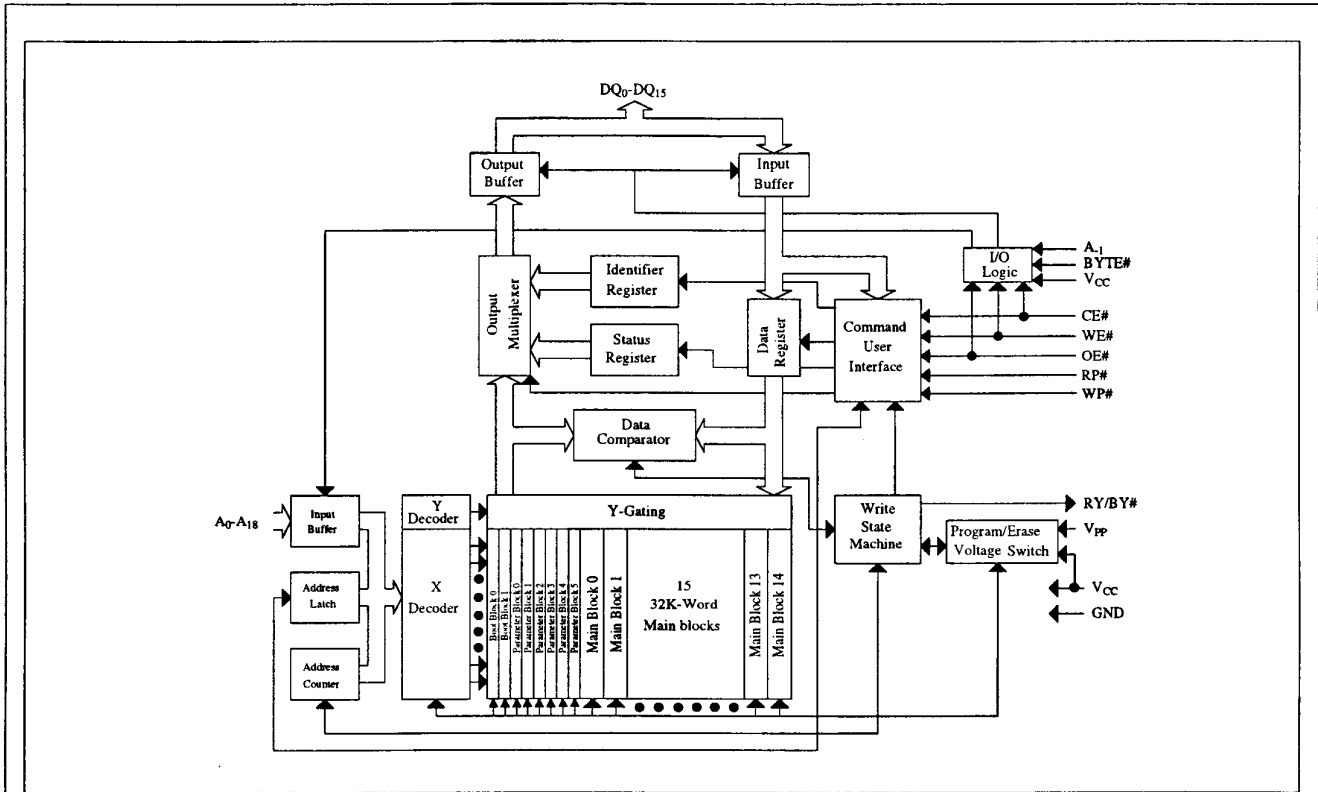 DQ0-DQ15
Output
Buffer
Input
Buffer
Output
Multiplexer
Identifier
Register
Status
Register
Data
Register
Command
User
Interface
I/O
Logic
A-1
BYTE#
VCC
CE#
WE#
OE#
RP#
WP#
Data
Comparator
A0-A18
Input
Buffer
Address
Latch
Address
Counter
Y
Decoder
X
Decoder
Y-Gating
Boot Block 0
Boot Block 1
Parameter Block 0
Parameter Block 1
Parameter Block 2
Parameter Block 3
Parameter Block 4
Parameter Block 5
Main Block 0
Main Block 1
15
32K-Word
Main blocks
Main Block 13
Main Block 14
Write
State
Machine
Program/Erase
Voltage Switch
RY/BY#
VPP
VCC
GND